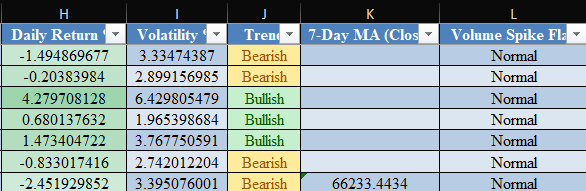 H I J K L
Daily Return % Volatility % Trend 7-Day MA (Clos Volume Spike Fla
-1.494869677 3.33474387 Bearish Normal
-0.20383984 2.899156985 Bearish Normal
4.279708128 6.429805479 Bullish Normal
0.680137632 1.965398684 Bullish Normal
1.473404722 3.767750591 Bullish Normal
-0.833017416 2.742012204 Bearish Normal
-2.451929852 3.395076001 Bearish 66233.4434 Normal